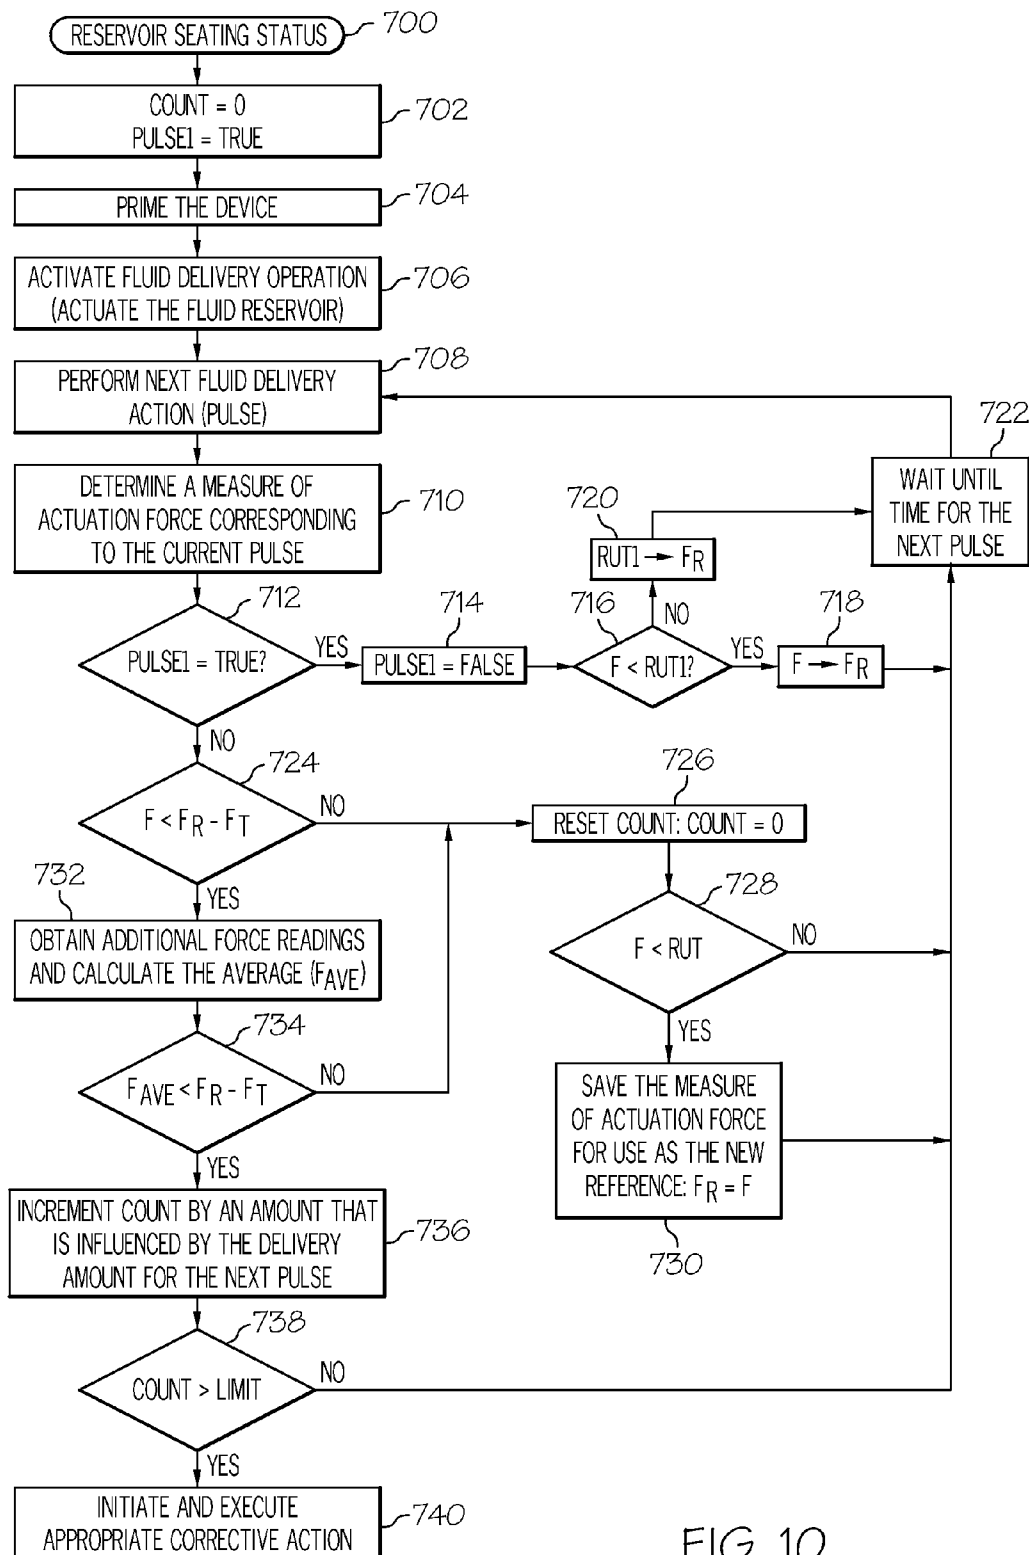 RESERVOIR SEATING STATUS
700
COUNT = 0
PULSE1 = TRUE
702
PRIME THE DEVICE
704
ACTIVATE FLUID DELIVERY OPERATION
(ACTUATE THE FLUID RESERVOIR)
706
PERFORM NEXT FLUID DELIVERY
ACTION (PULSE)
708
DETERMINE A MEASURE OF
ACTUATION FORCE CORRESPONDING
TO THE CURRENT PULSE
710
720
RUT1 → FR
722
WAIT UNTIL
TIME FOR THE
NEXT PULSE
712
PULSE1 = TRUE?
YES
714
PULSE1 = FALSE
716
F < RUT1?
NO
YES
718
F → FR
NO
724
F < FR - FT
NO
726
RESET COUNT: COUNT = 0
YES
728
F < RUT
NO
732
OBTAIN ADDITIONAL FORCE READINGS
AND CALCULATE THE AVERAGE (FAVE)
YES
734
FAVE < FR - FT
NO
SAVE THE MEASURE
OF ACTUATION FORCE
FOR USE AS THE NEW
REFERENCE: FR = F
730
YES
INCREMENT COUNT BY AN AMOUNT THAT
IS INFLUENCED BY THE DELIVERY
AMOUNT FOR THE NEXT PULSE
736
738
COUNT > LIMIT
NO
YES
INITIATE AND EXECUTE
APPROPRIATE CORRECTIVE ACTION
740
FIG. 10